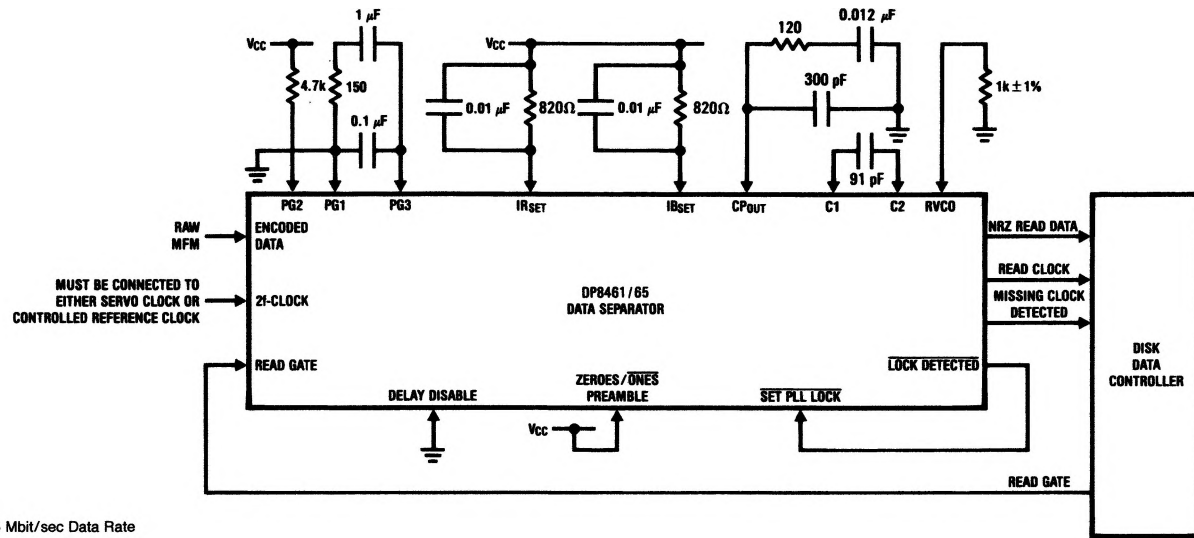 1 μF
0.012 μF
120
VCC
VCC
300 pF
4.7k
150
1k ± 1%
0.01 μF
820Ω
0.01 μF
820Ω
0.1 μF
91 pF
PG2
PG1
PG3
IRSET
IBSET
CPOUT
C1
C2
RVCO
RAW
MFM
ENCODED
DATA
NRZ READ DATA
READ CLOCK
MUST BE CONNECTED TO
EITHER SERVO CLOCK OR
CONTROLLED REFERENCE CLOCK
2f-CLOCK
DP8461/65
DATA SEPARATOR
MISSING CLOCK
DETECTED
DISK
DATA
CONTROLLER
READ GATE
LOCK DETECTED
DELAY DISABLE
ZEROES/ONES
PREAMBLE
SET PLL LOCK
VCC
READ GATE
Mbit/sec Data Rate